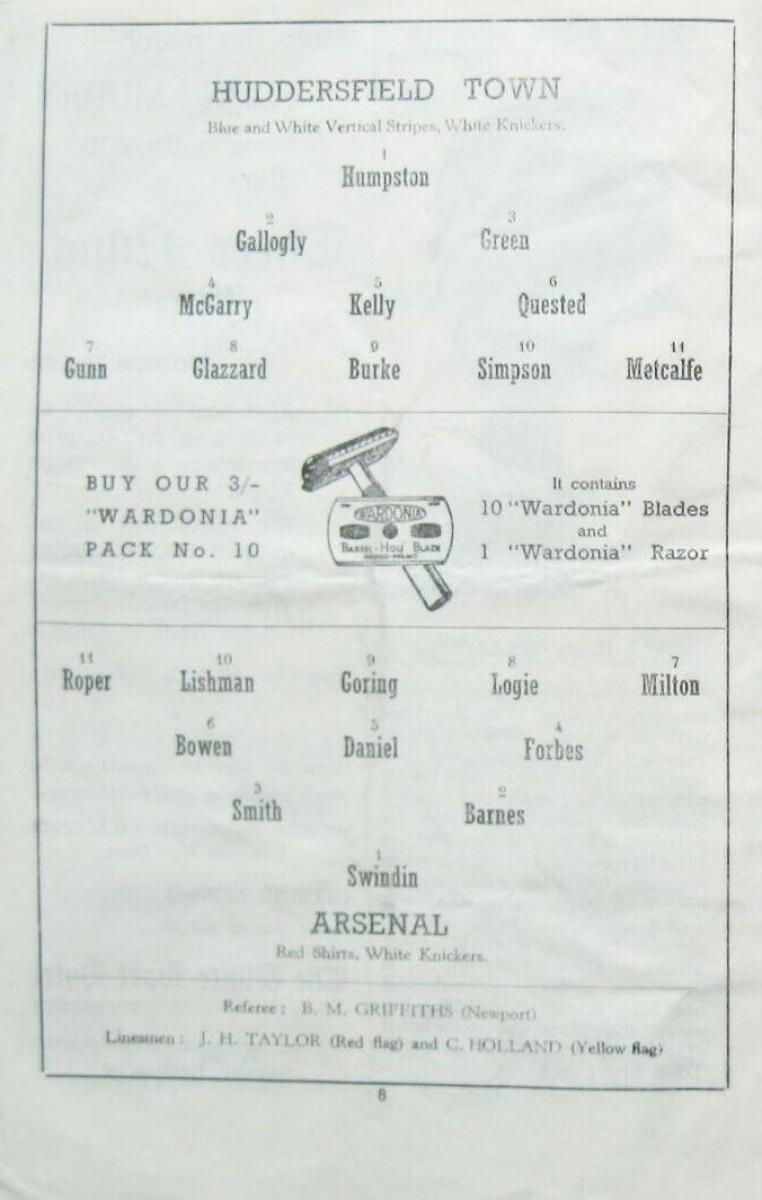 HUDDERSFIELD TOWN
Blue and White Vertical Stripes, White Knickers.
1
Humpston
2 3
Gallogly Green
4 5 6
McGarry Kelly Quested
7 8 9 10 11
Gunn Glazzard Burke Simpson Metcalfe
BUY OUR 3/-
"WARDONIA"
PACK No. 10
WARDONIA
BARREL-HOU BLADE
It contains
10 "Wardonia" Blades
and
1 "Wardonia" Razor
11 10 9 8 7
Roper Lishman Goring Logie Milton
6 5 4
Bowen Daniel Forbes
3 2
Smith Barnes
1
Swindin
ARSENAL
Red Shirts, White Knickers.
Referee: B. M. GRIFFITHS (Newport)
Linesmen: J. H. TAYLOR (Red flag) and C. HOLLAND (Yellow flag)
8